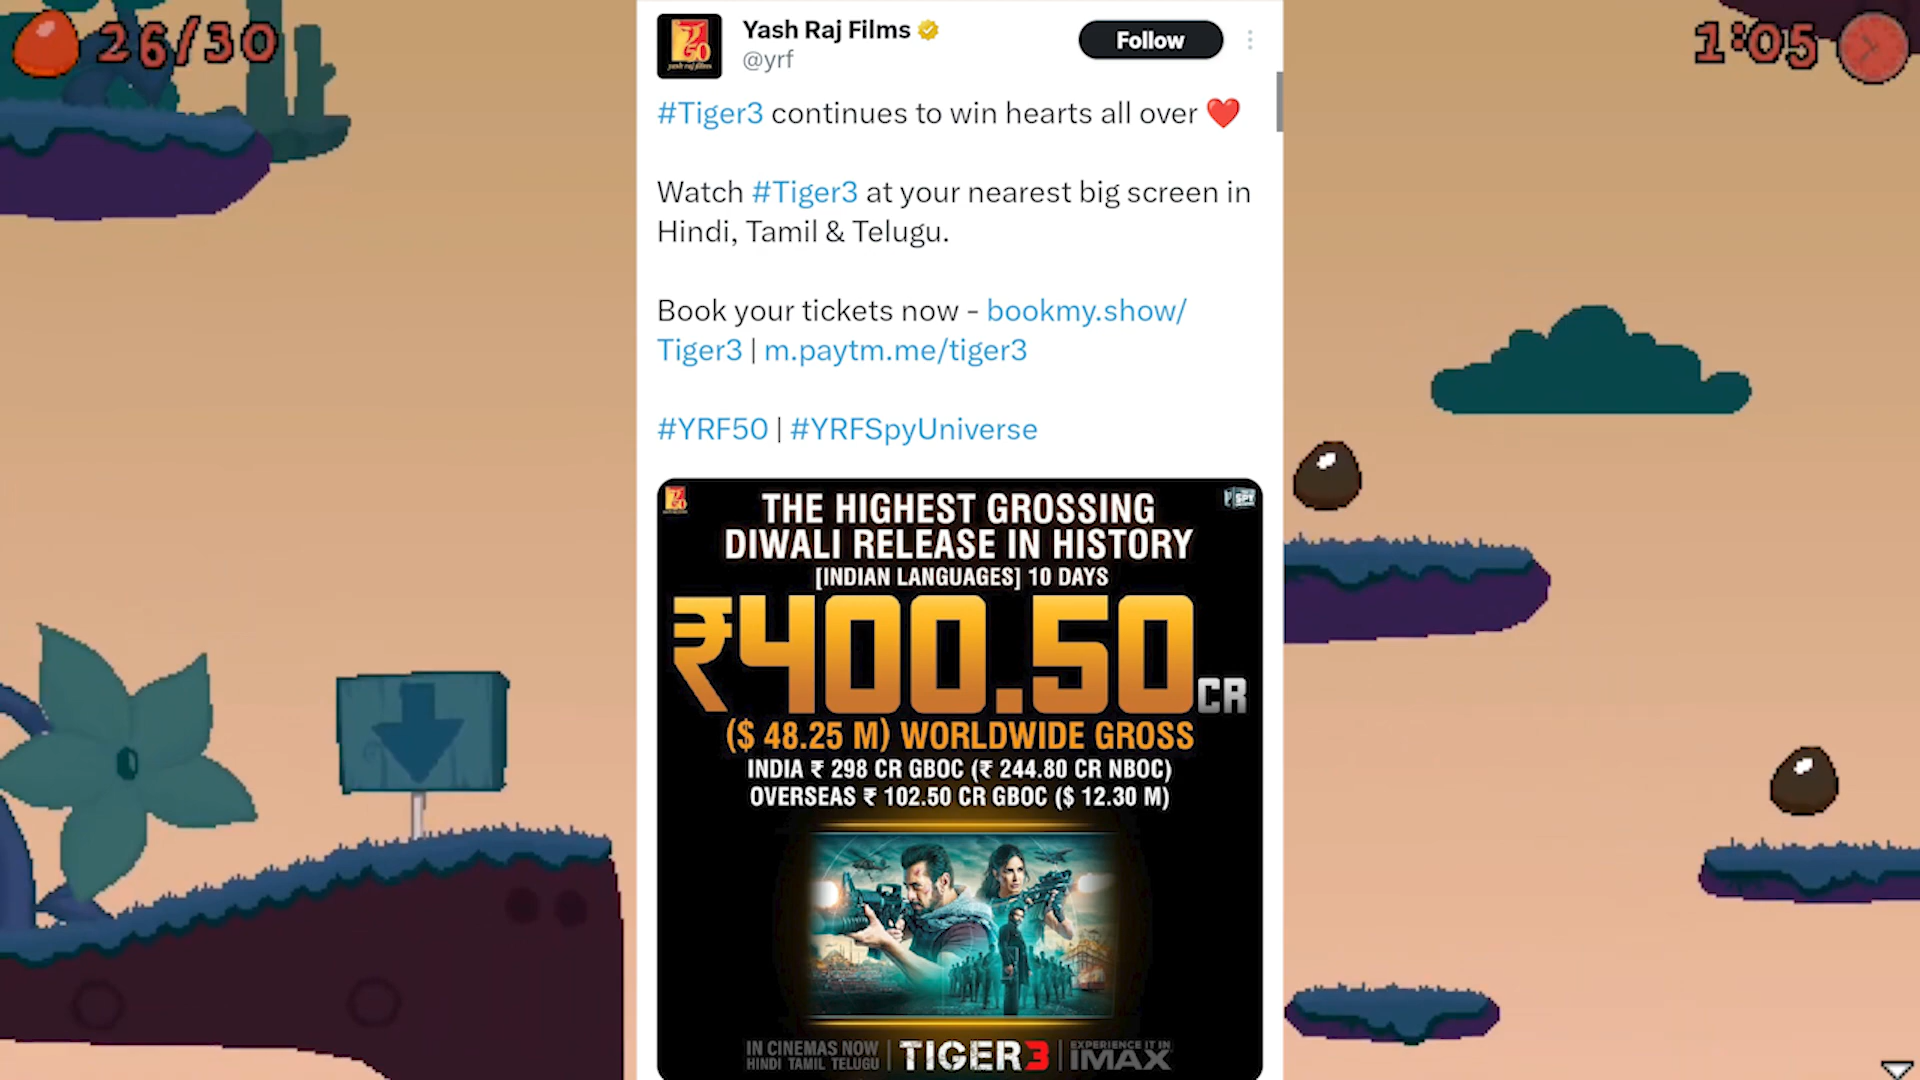 26/30
1:05
Yash Raj Films
@yrf
Follow
#Tiger3 continues to win hearts all over ❤️
Watch #Tiger3 at your nearest big screen in
Hindi, Tamil & Telugu.
Book your tickets now - bookmy.show/
Tiger3 | m.paytm.me/tiger3
#YRF50 | #YRFSpyUniverse
THE HIGHEST GROSSING
DIWALI RELEASE IN HISTORY
[INDIAN LANGUAGES] 10 DAYS
₹400.50 CR
($ 48.25 M) WORLDWIDE GROSS
INDIA ₹ 298 CR GBOC (₹ 244.80 CR NBOC)
OVERSEAS ₹ 102.50 CR GBOC ($ 12.30 M)
IN CINEMAS NOW
HINDI TAMIL TELUGU
TIGER 3
EXPERIENCE IT IN
IMAX